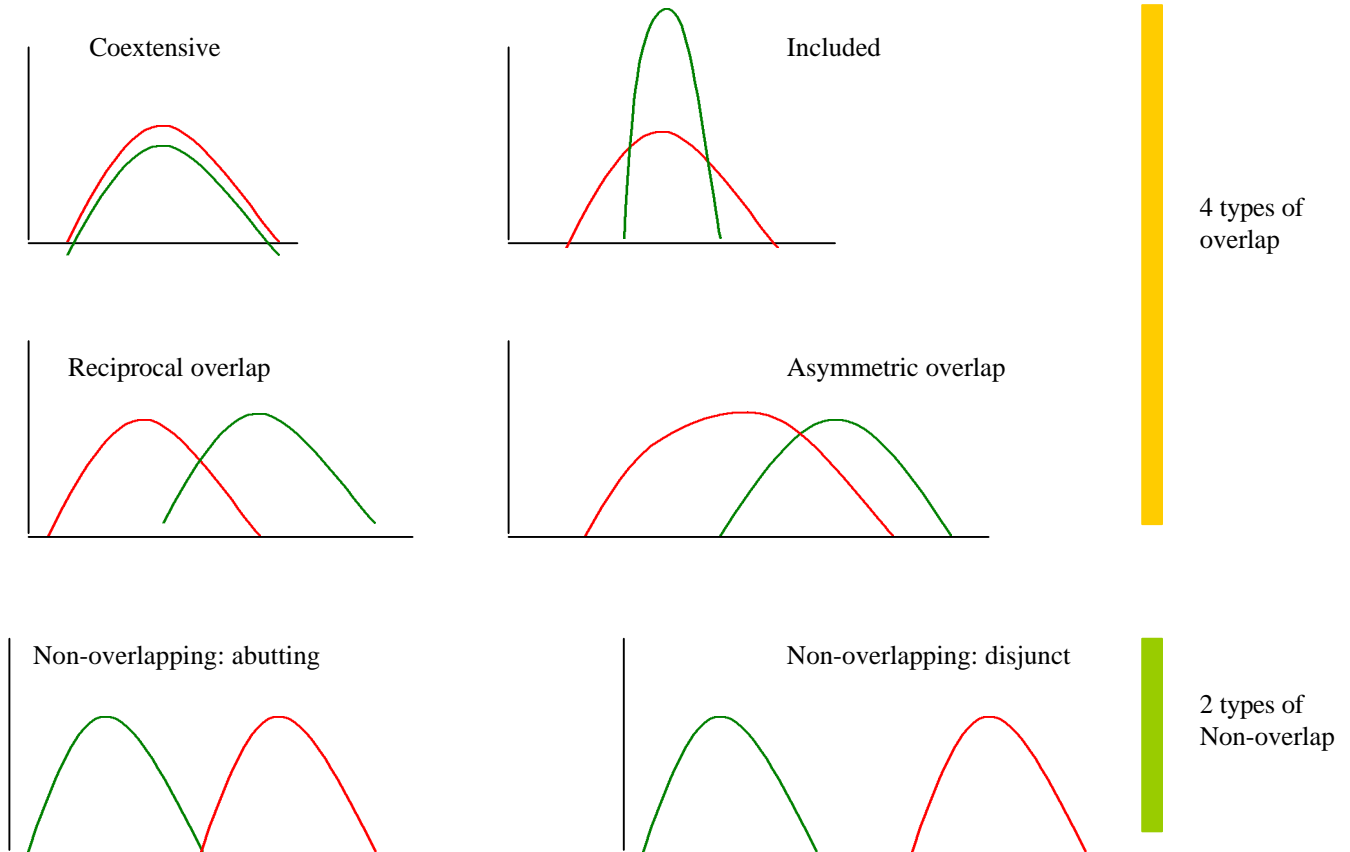 Coextensive
Included
4 types of
overlap
Reciprocal overlap
Asymmetric overlap
Non-overlapping: abutting
Non-overlapping: disjunct
2 types of
Non-overlap